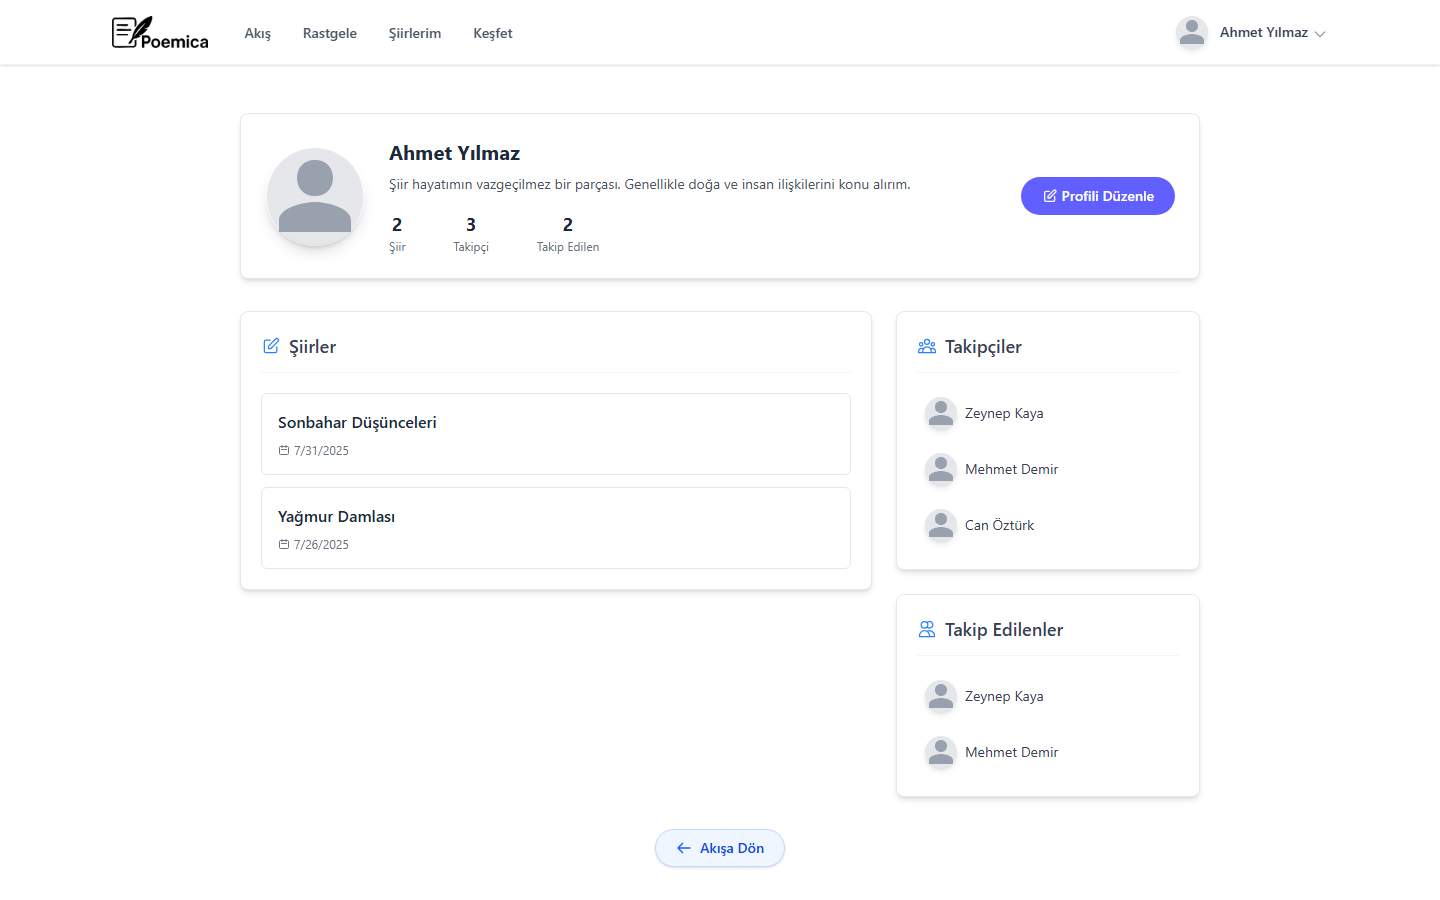 Poemica
Akış
Rastgele
Şiirlerim
Keşfet
Ahmet Yılmaz
Ahmet Yılmaz
Şiir hayatımın vazgeçilmez bir parçası. Genellikle doğa ve insan ilişkilerini konu alırım.
2
Şiir
3
Takipçi
2
Takip Edilen
Profili Düzenle
Şiirler
Sonbahar Düşünceleri
7/31/2025
Yağmur Damlası
7/26/2025
Takipçiler
Zeynep Kaya
Mehmet Demir
Can Öztürk
Takip Edilenler
Zeynep Kaya
Mehmet Demir
Akışa Dön